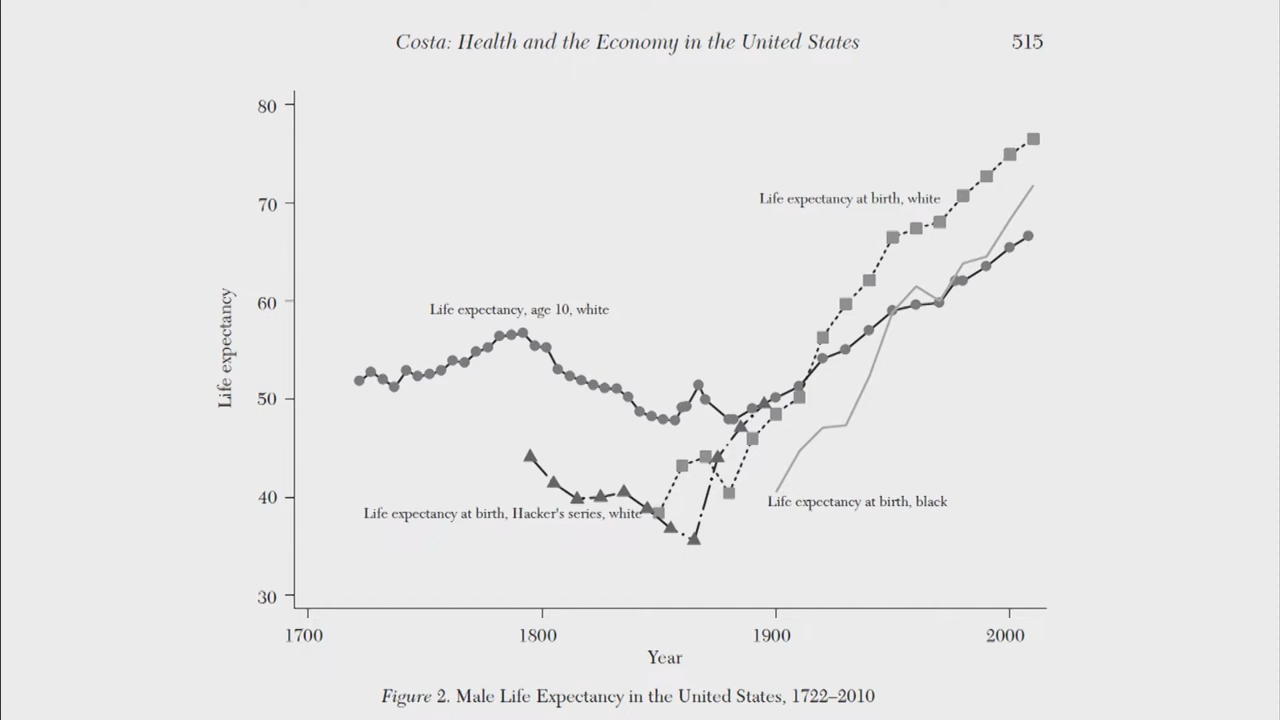 Costa: Health and the Economy in the United States 515
80
70
60
50
40
30
Life expectancy
Life expectancy at birth, white
Life expectancy, age 10, white
Life expectancy at birth, black
Life expectancy at birth, Hacker's series, white
1700 1800 1900 2000
Year
Figure 2. Male Life Expectancy in the United States, 1722–2010